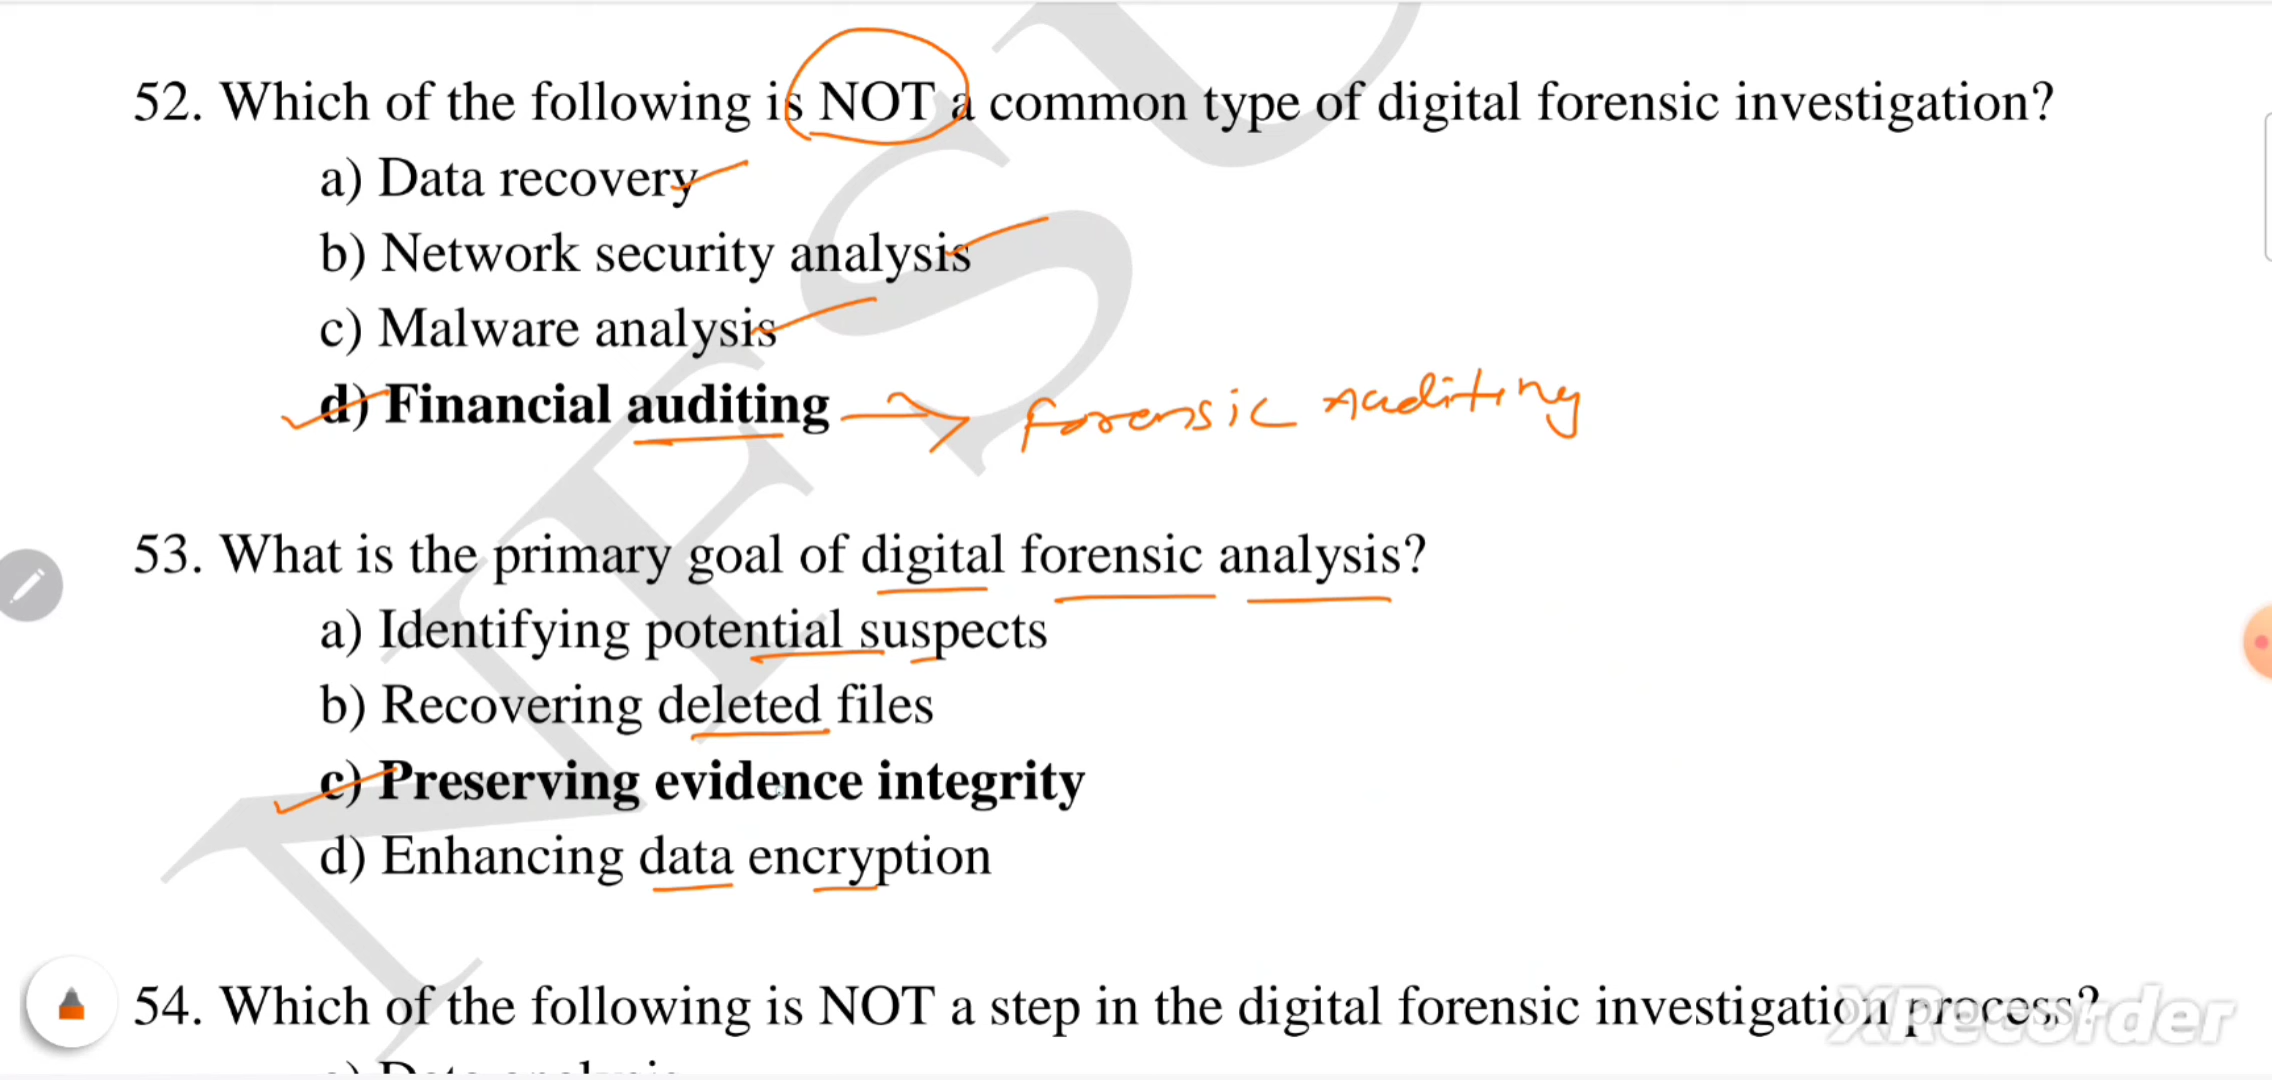 52. Which of the following is NOT a common type of digital forensic investigation?
a) Data recovery
b) Network security analysis
c) Malware analysis
d) Financial auditing → forensic Auditing
53. What is the primary goal of digital forensic analysis?
a) Identifying potential suspects
b) Recovering deleted files
c) Preserving evidence integrity
d) Enhancing data encryption
54. Which of the following is NOT a step in the digital forensic investigation process?
XRecorder